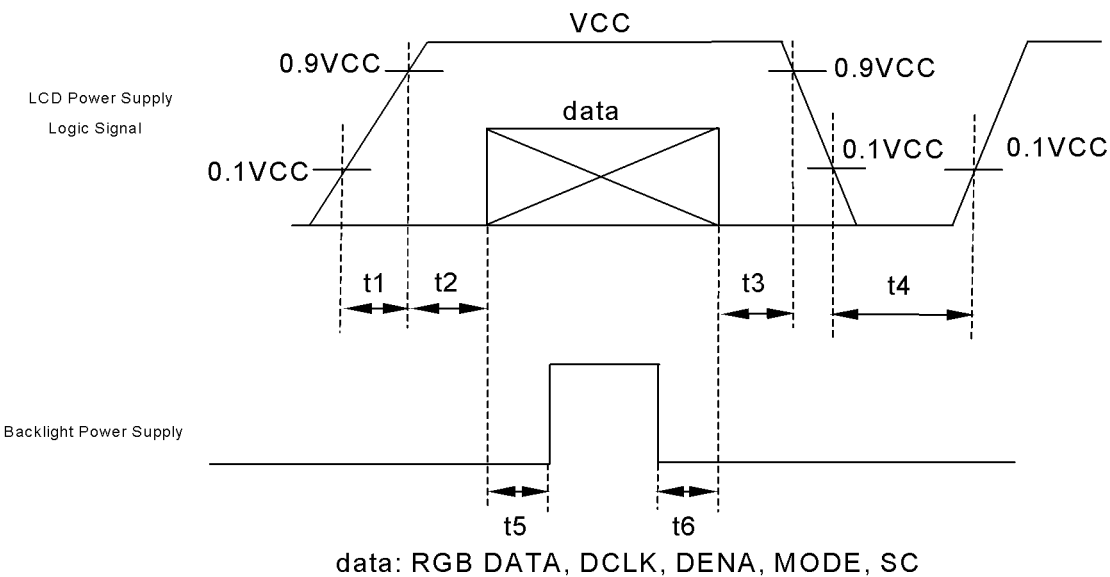 VCC
0.9VCC
0.9VCC
LCD Power Supply
Logic Signal
data
0.1VCC
0.1VCC
0.1VCC
t1
t2
t3
t4
Backlight Power Supply
t5
t6
data: RGB DATA, DCLK, DENA, MODE, SC